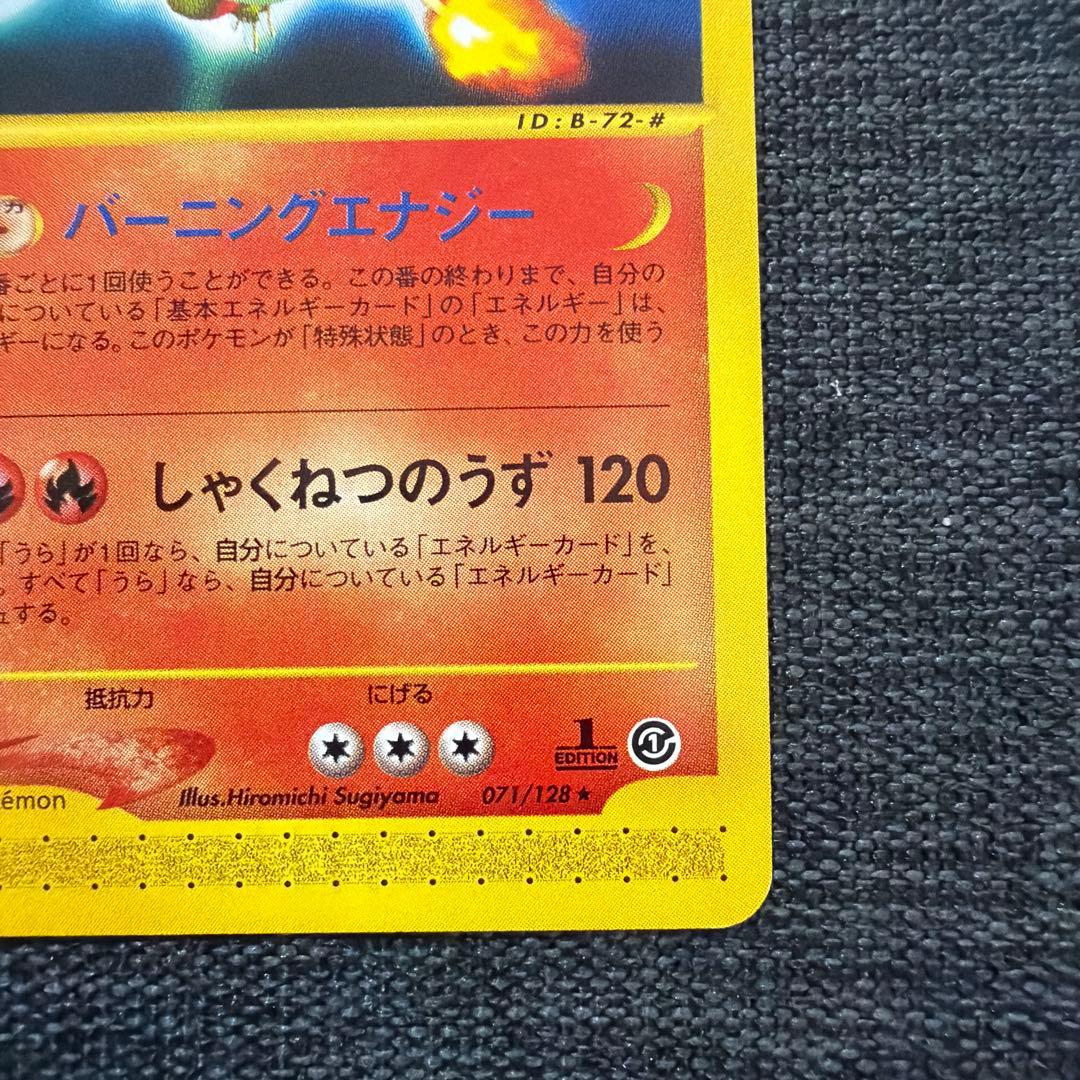 ID:B-72-#
バーニングエナジー
番ごとに1回使うことができる。この番の終わりまで、自分の
についている「基本エネルギーカード」の「エネルギー」は、
ギーになる。このポケモンが「特殊状態」のとき、この力を使う
しゃくねつのうず 120
「うら」が1回なら、自分についている「エネルギーカード」を、
。すべて「うら」なら、自分についている「エネルギーカード」
ュする。
抵抗力 にげる
1 EDITION 1
émon Illus.Hiromichi Sugiyama 071/128★